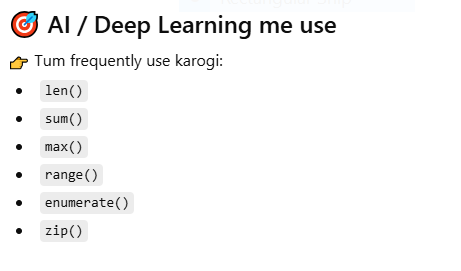 🎯 AI / Deep Learning me use
👉 Tum frequently use karogi:
• len()
• sum()
• max()
• range()
• enumerate()
• zip()